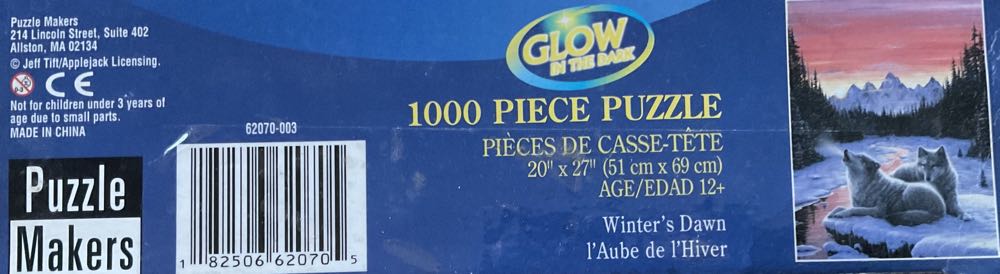 Puzzle Makers
214 Lincoln Street, Suite 402
Allston, MA 02134
© Jeff Tift/Applejack Licensing.
0-3 CE
Not for children under 3 years of
age due to small parts.
MADE IN CHINA
Puzzle
Makers
62070-003
1 82506 62070 5
GLOW
IN THE DARK
1000 PIECE PUZZLE
PIÈCES DE CASSE-TÊTE
20" x 27" (51 cm x 69 cm)
AGE/EDAD 12+
Winter's Dawn
l'Aube de l'Hiver